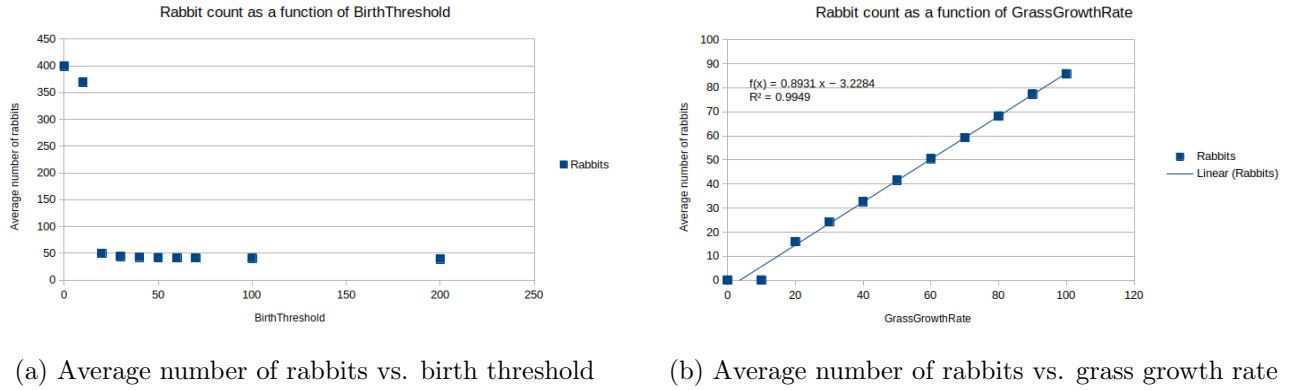 Rabbit count as a function of BirthThreshold
450
400
350
300
250
200
150
100
50
0
0 50 100 150 200 250
Average number of rabbits
BirthThreshold
Rabbits
(a) Average number of rabbits vs. birth threshold
Rabbit count as a function of GrassGrowthRate
100
90
80
70
60
50
40
30
20
10
0
0 20 40 60 80 100 120
Average number of rabbits
GrassGrowthRate
f(x) = 0.8931 x − 3.2284
R² = 0.9949
Rabbits
Linear (Rabbits)
(b) Average number of rabbits vs. grass growth rate